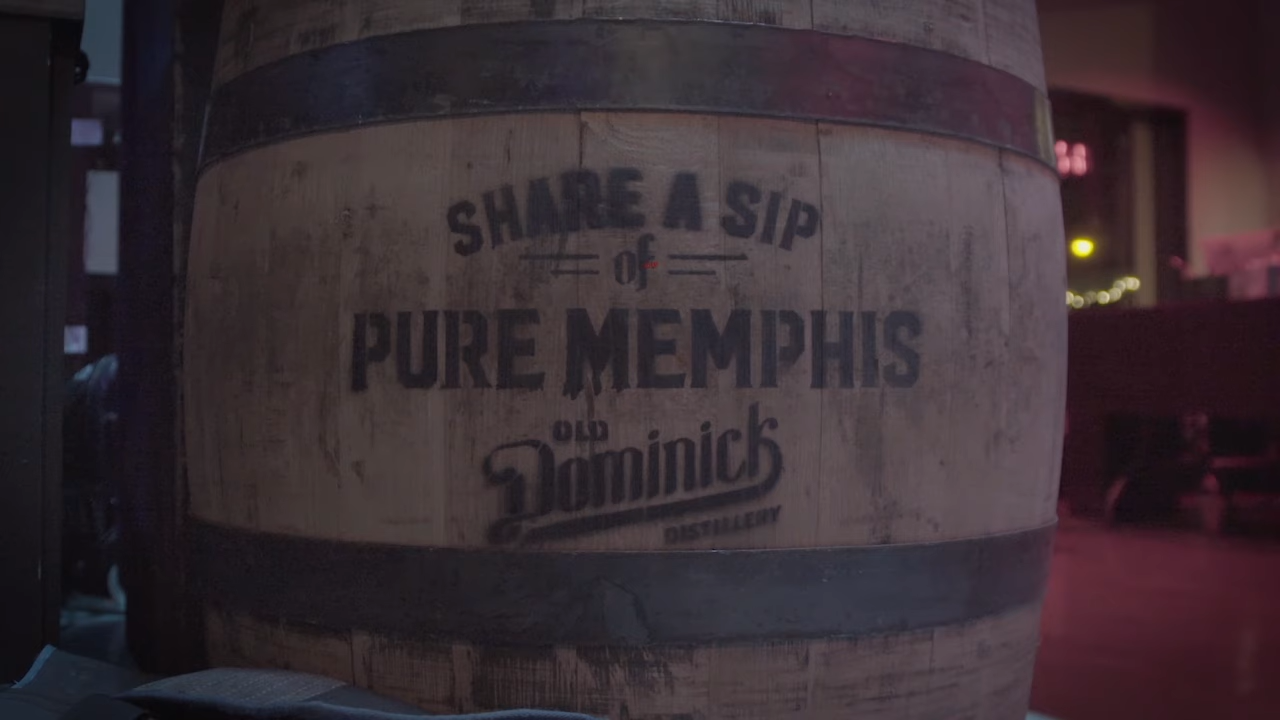 SHARE A SIP
of
PURE MEMPHIS
OLD
Dominick
DISTILLERY